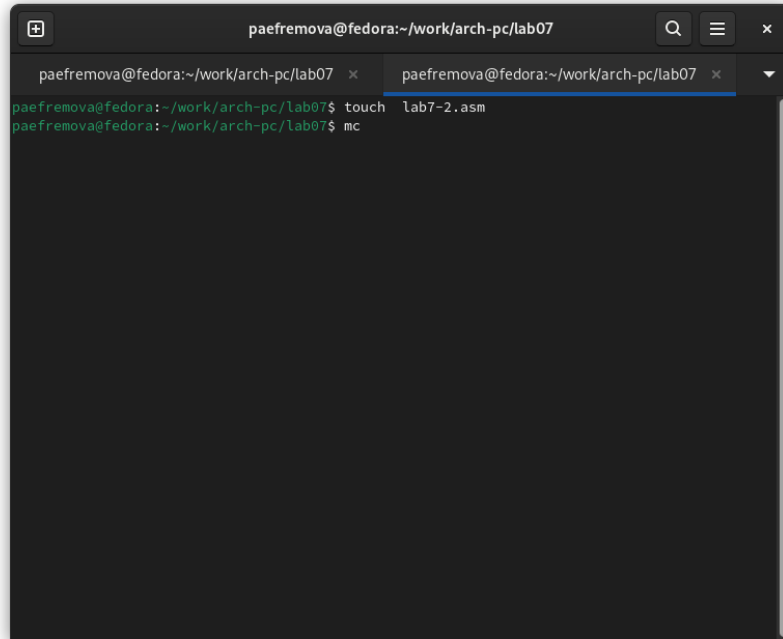 paefremova@fedora:~/work/arch-pc/lab07
paefremova@fedora:~/work/arch-pc/lab07 paefremova@fedora:~/work/arch-pc/lab07
paefremova@fedora:~/work/arch-pc/lab07$ touch  lab7-2.asm
paefremova@fedora:~/work/arch-pc/lab07$ mc